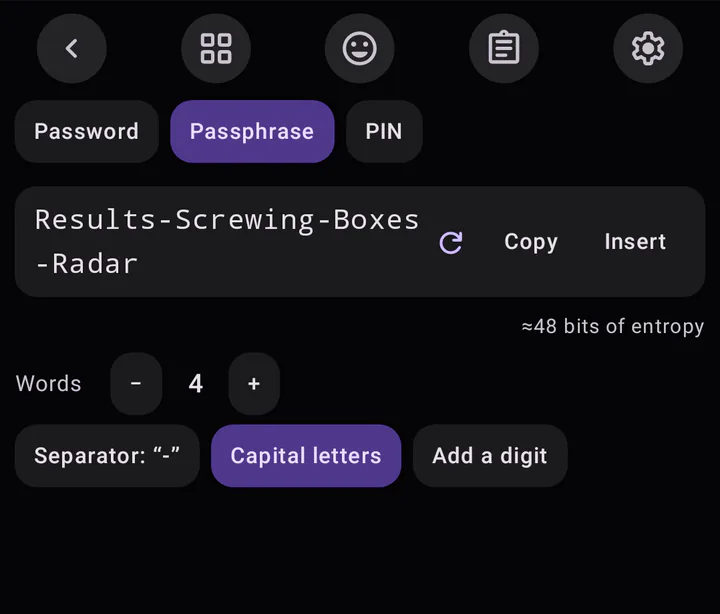 Password Passphrase PIN
Results-Screwing-Boxes
-Radar
Copy Insert
≈48 bits of entropy
Words - 4 +
Separator: “-” Capital letters Add a digit